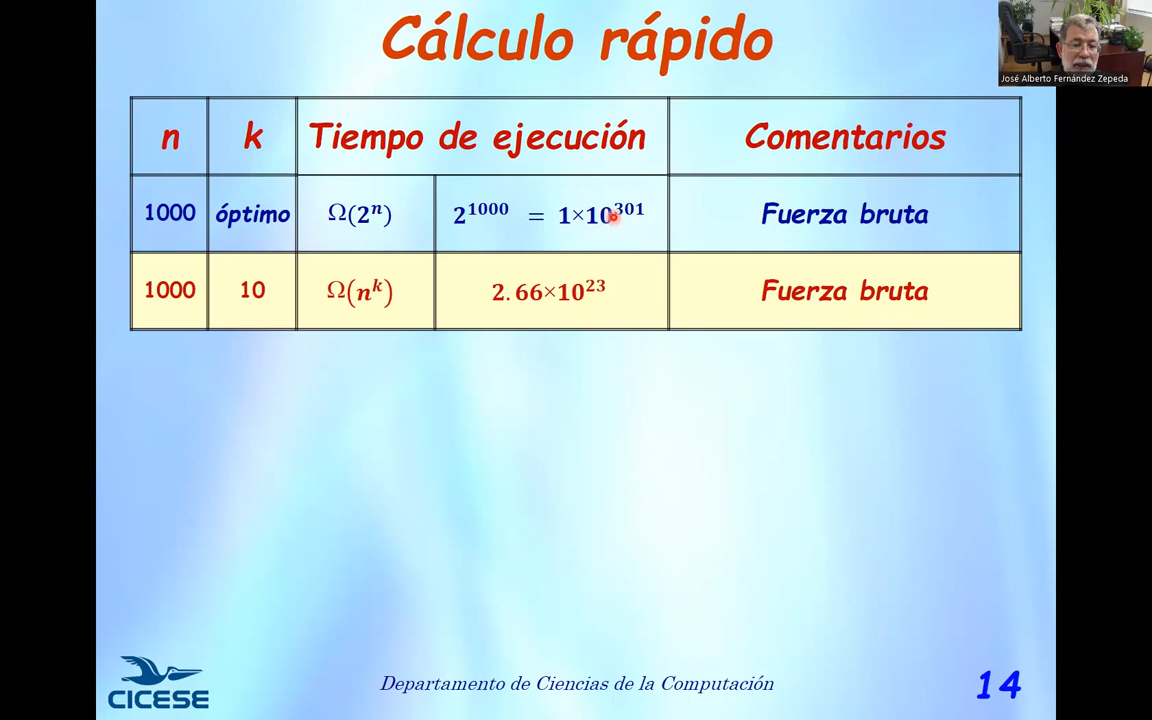 Cálculo rápido
José Alberto Fernández Zepeda
n k Tiempo de ejecución Comentarios
1000 óptimo Ω(2ⁿ) 2¹⁰⁰⁰ = 1×10³⁰¹ Fuerza bruta
1000 10 Ω(nᵏ) 2.66×10²³ Fuerza bruta
CICESE
Departamento de Ciencias de la Computación
14